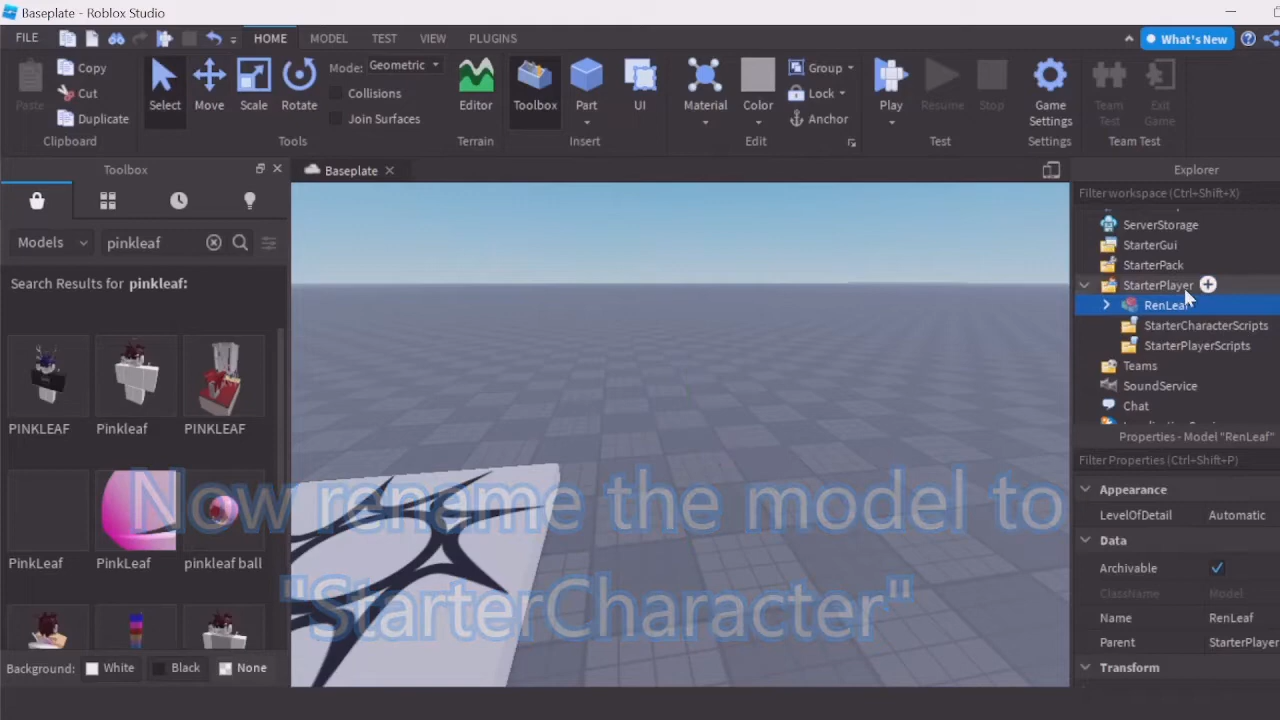 Baseplate - Roblox Studio
FILE
HOME
MODEL
TEST
VIEW
PLUGINS
What's New
Paste
Copy
Cut
Duplicate
Clipboard
Select
Move
Scale
Rotate
Mode: Geometric
Collisions
Join Surfaces
Tools
Editor
Terrain
Toolbox
Part
UI
Insert
Material
Color
Group
Lock
Anchor
Edit
Play
Resume
Stop
Test
Game
Settings
Settings
Team
Test
Exit
Game
Team Test
Toolbox
Models
pinkleaf
Search Results for pinkleaf:
PINKLEAF
Pinkleaf
PINKLEAF
PinkLeaf
PinkLeaf
pinkleaf ball
Background:
White
Black
None
Baseplate
Now rename the model to
"StarterCharacter"
Explorer
Filter workspace (Ctrl+Shift+X)
ServerStorage
StarterGui
StarterPack
StarterPlayer
RenLeaf
StarterCharacterScripts
StarterPlayerScripts
Teams
SoundService
Chat
Properties - Model "RenLeaf"
Filter Properties (Ctrl+Shift+P)
Appearance
LevelOfDetail Automatic
Data
Archivable
ClassName Model
Name RenLeaf
Parent StarterPlayer
Transform